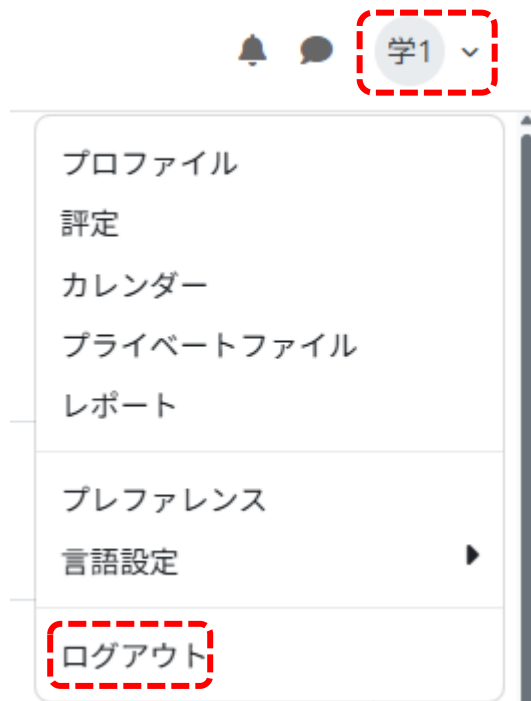 学1
プロファイル
評定
カレンダー
プライベートファイル
レポート
プレファレンス
言語設定
ログアウト